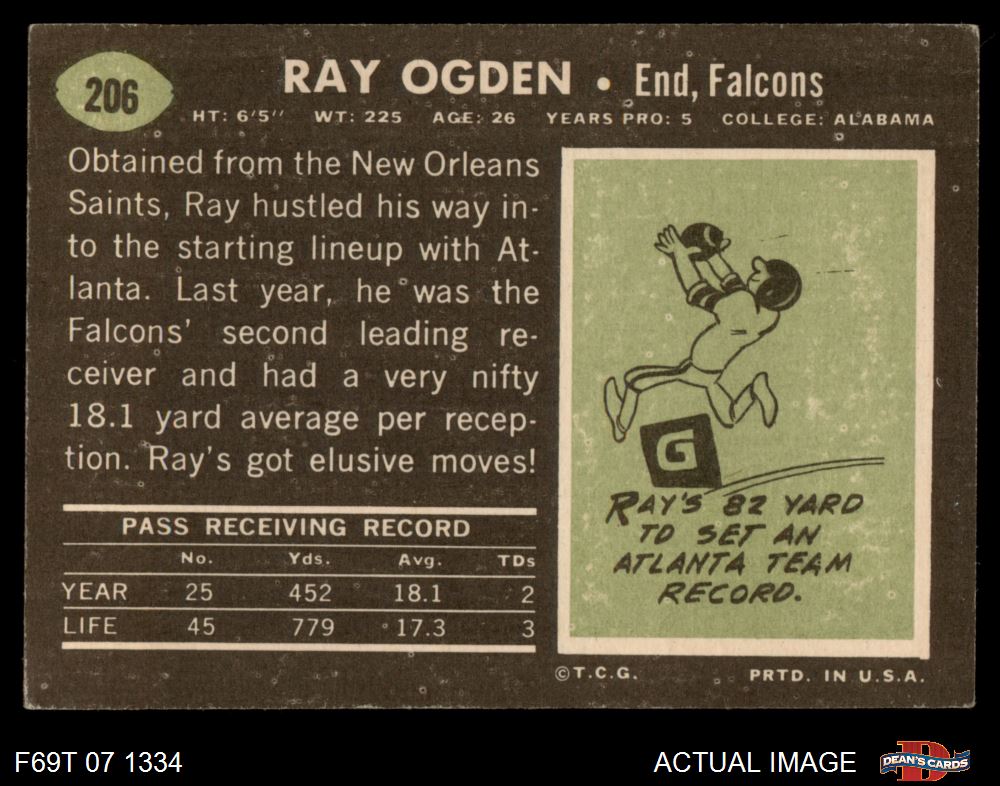 206
RAY OGDEN • End, Falcons
HT: 6'5" WT: 225 AGE: 26 YEARS PRO: 5 COLLEGE: ALABAMA
Obtained from the New Orleans
Saints, Ray hustled his way in-
to the starting lineup with At-
lanta. Last year, he was the
Falcons' second leading re-
ceiver and had a very nifty
18.1 yard average per recep-
tion. Ray's got elusive moves!
PASS RECEIVING RECORD
No. Yds. Avg. TDs
YEAR 25 452 18.1 2
LIFE 45 779 17.3 3
G
RAY'S 82 YARD
TD SET AN
ATLANTA TEAM
RECORD.
©T.C.G. PRTD. IN U.S.A.
F69T 07 1334 ACTUAL IMAGE
D
DEAN'S CARDS